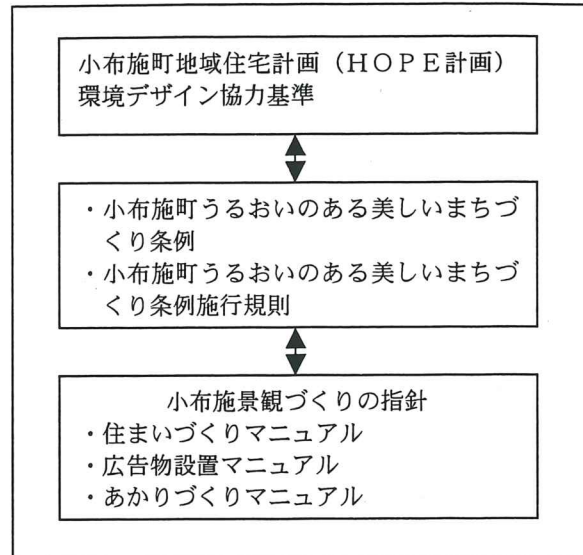 小布施町地域住宅計画（ＨＯＰＥ計画）
環境デザイン協力基準
・小布施町うるおいのある美しいまちづ
くり条例
・小布施町うるおいのある美しいまちづ
くり条例施行規則
小布施景観づくりの指針
・住まいづくりマニュアル
・広告物設置マニュアル
・あかりづくりマニュアル